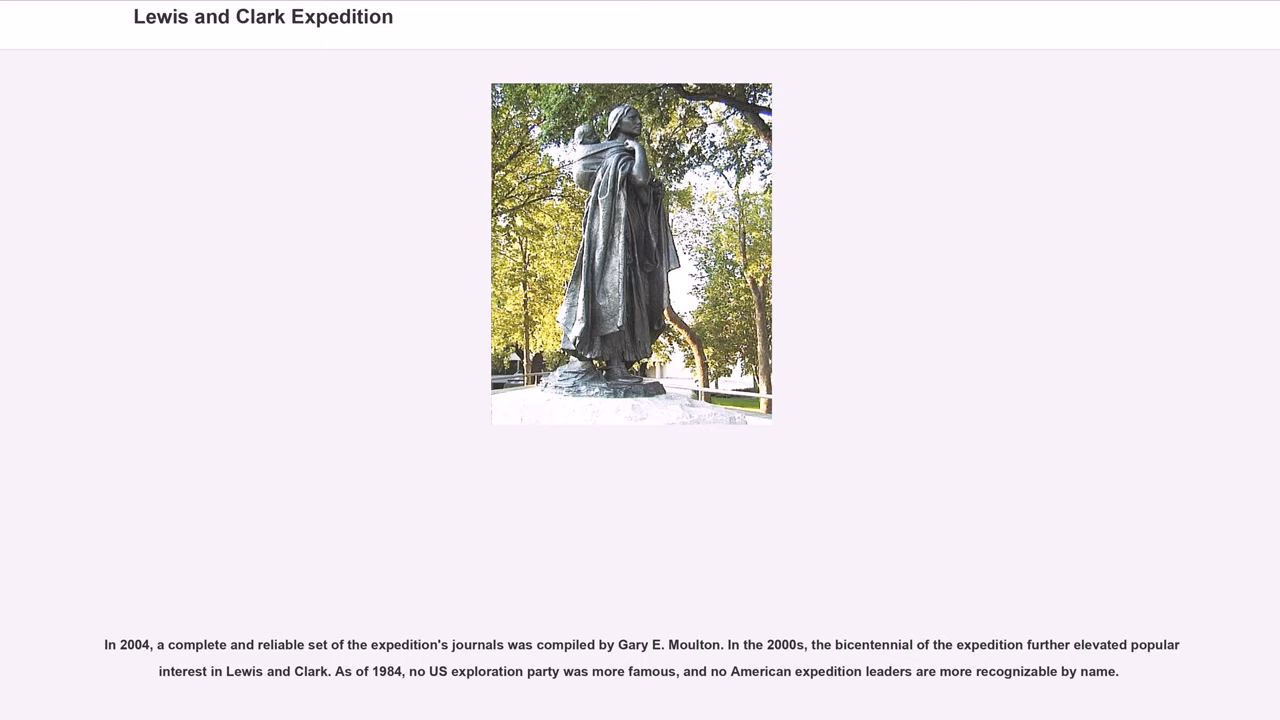 Lewis and Clark Expedition
In 2004, a complete and reliable set of the expedition's journals was compiled by Gary E. Moulton. In the 2000s, the bicentennial of the expedition further elevated popular
interest in Lewis and Clark. As of 1984, no US exploration party was more famous, and no American expedition leaders are more recognizable by name.